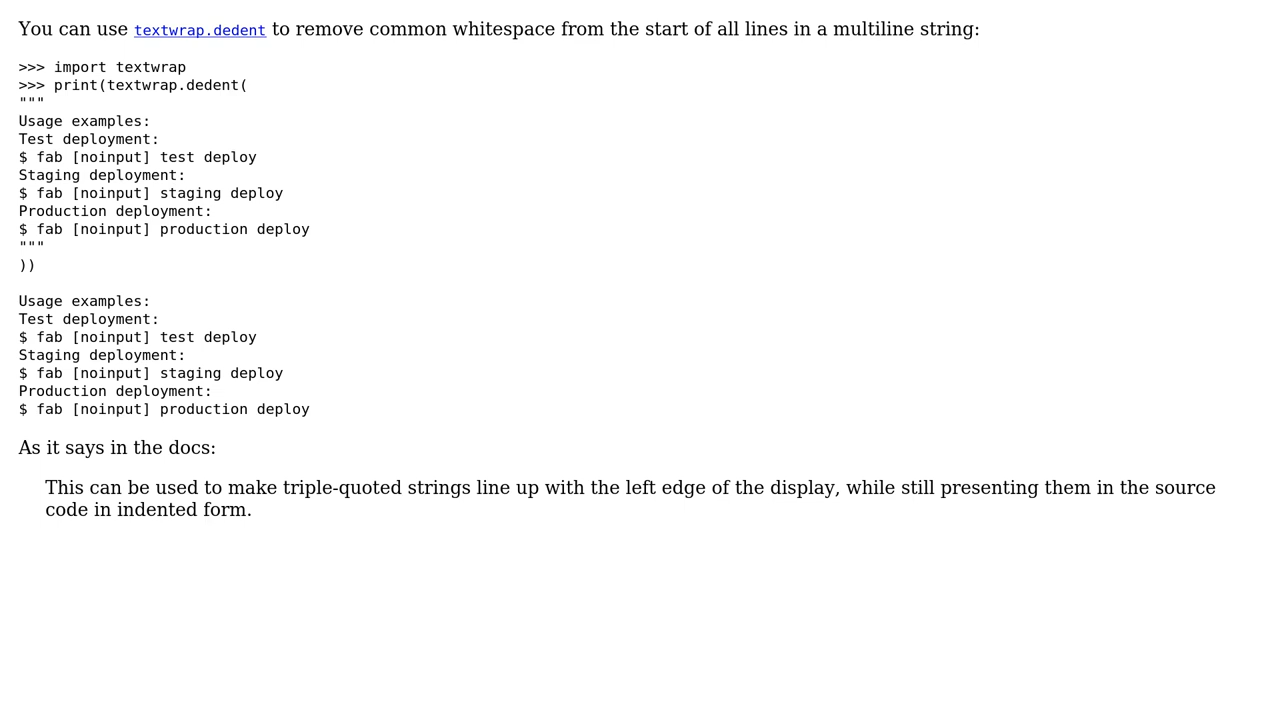 You can use textwrap.dedent to remove common whitespace from the start of all lines in a multiline string:
>>> import textwrap
>>> print(textwrap.dedent(
"""
Usage examples:
Test deployment:
$ fab [noinput] test deploy
Staging deployment:
$ fab [noinput] staging deploy
Production deployment:
$ fab [noinput] production deploy
"""
))
Usage examples:
Test deployment:
$ fab [noinput] test deploy
Staging deployment:
$ fab [noinput] staging deploy
Production deployment:
$ fab [noinput] production deploy
As it says in the docs:
This can be used to make triple-quoted strings line up with the left edge of the display, while still presenting them in the source
code in indented form.